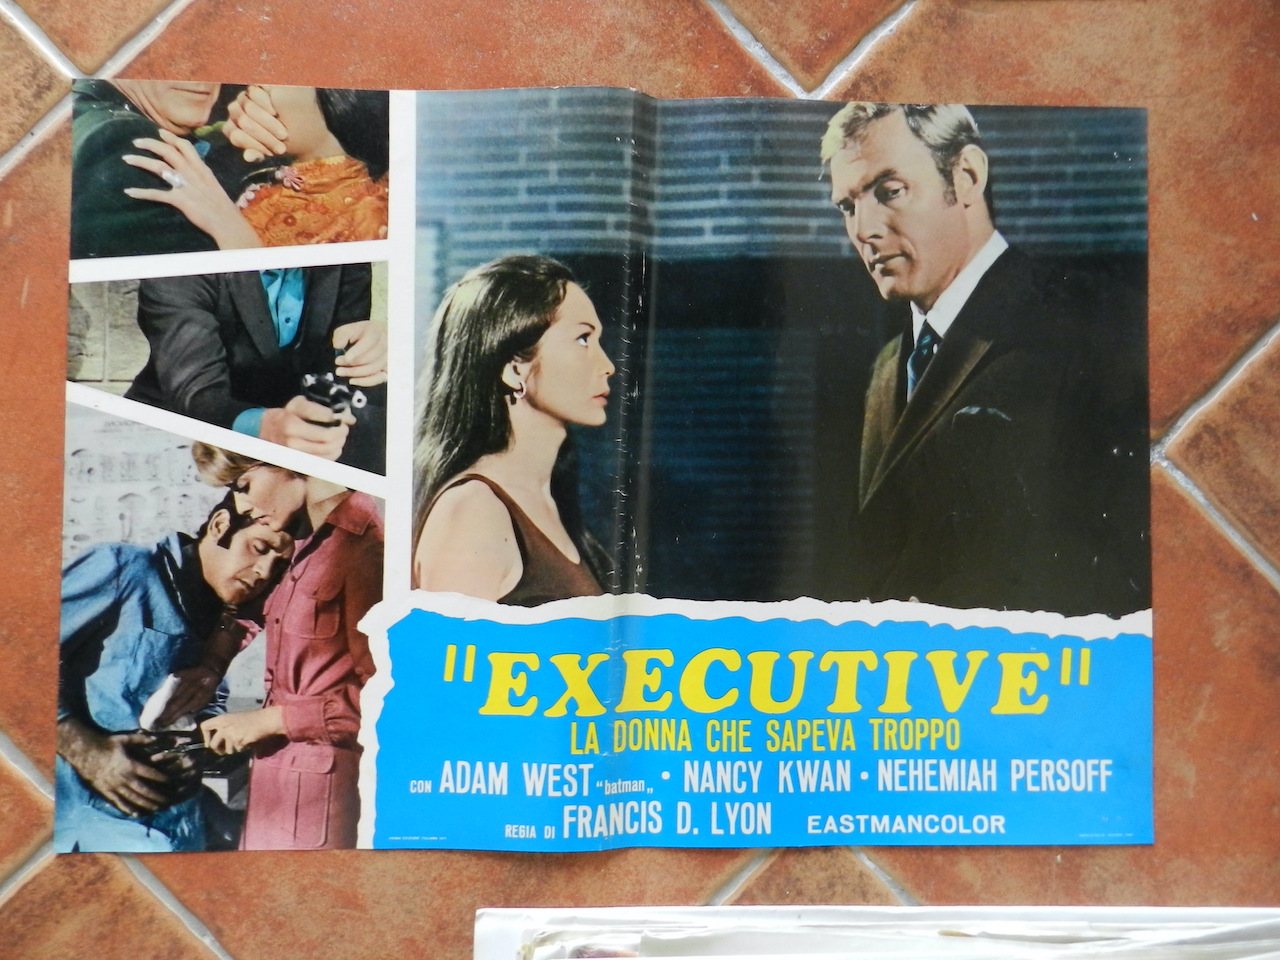 "EXECUTIVE"
LA DONNA CHE SAPEVA TROPPO
CON ADAM WEST "batman„ • NANCY KWAN • NEHEMIAH PERSOFF
REGIA DI FRANCIS D. LYON EASTMANCOLOR